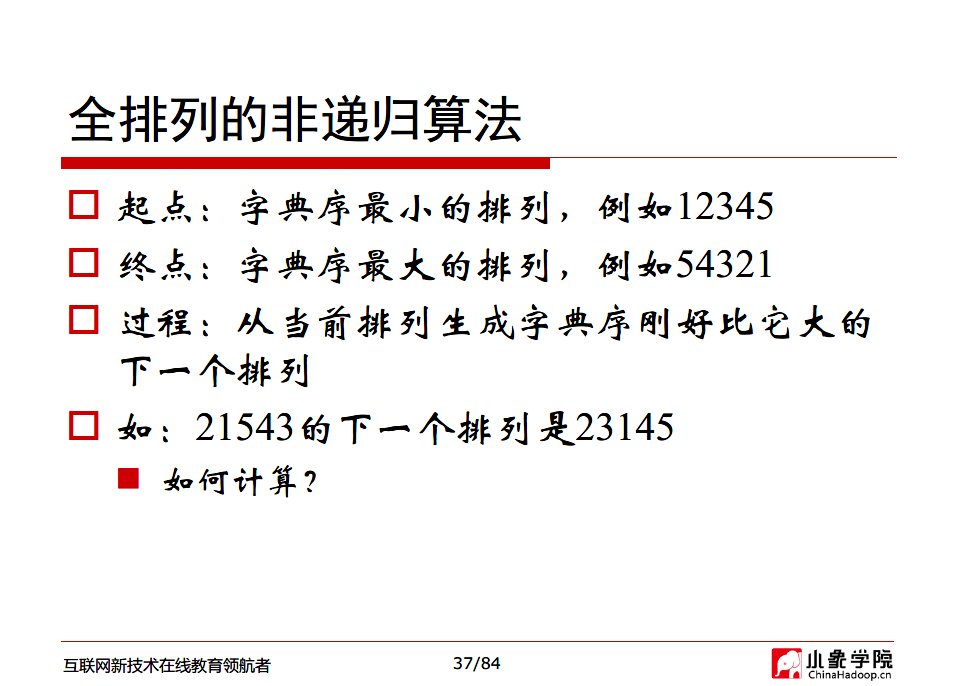 全排列的非递归算法
起点：字典序最小的排列，例如12345
终点：字典序最大的排列，例如54321
过程：从当前排列生成字典序刚好比它大的
下一个排列
如：21543的下一个排列是23145
如何计算？
互联网新技术在线教育领航者
37/84
小象学院
ChinaHadoop.cn